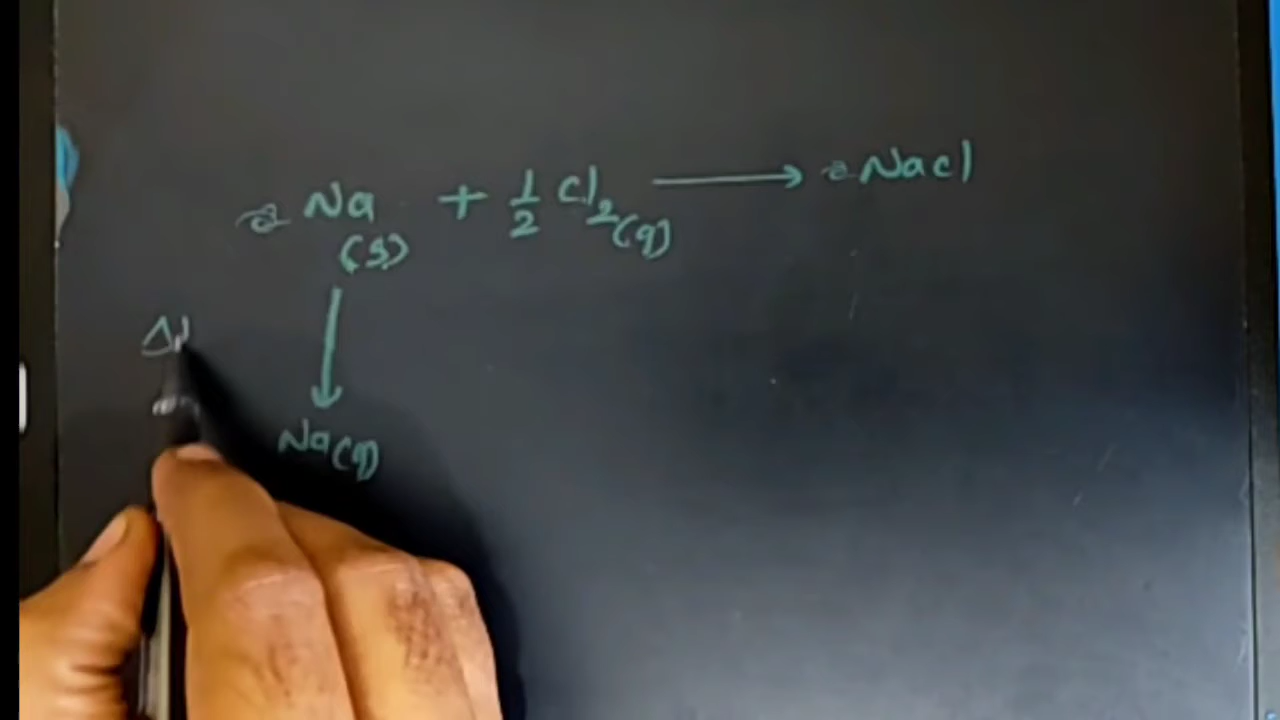 Na + 1/2 Cl2(g) ⟶ Nacl
(s)
Na(g)